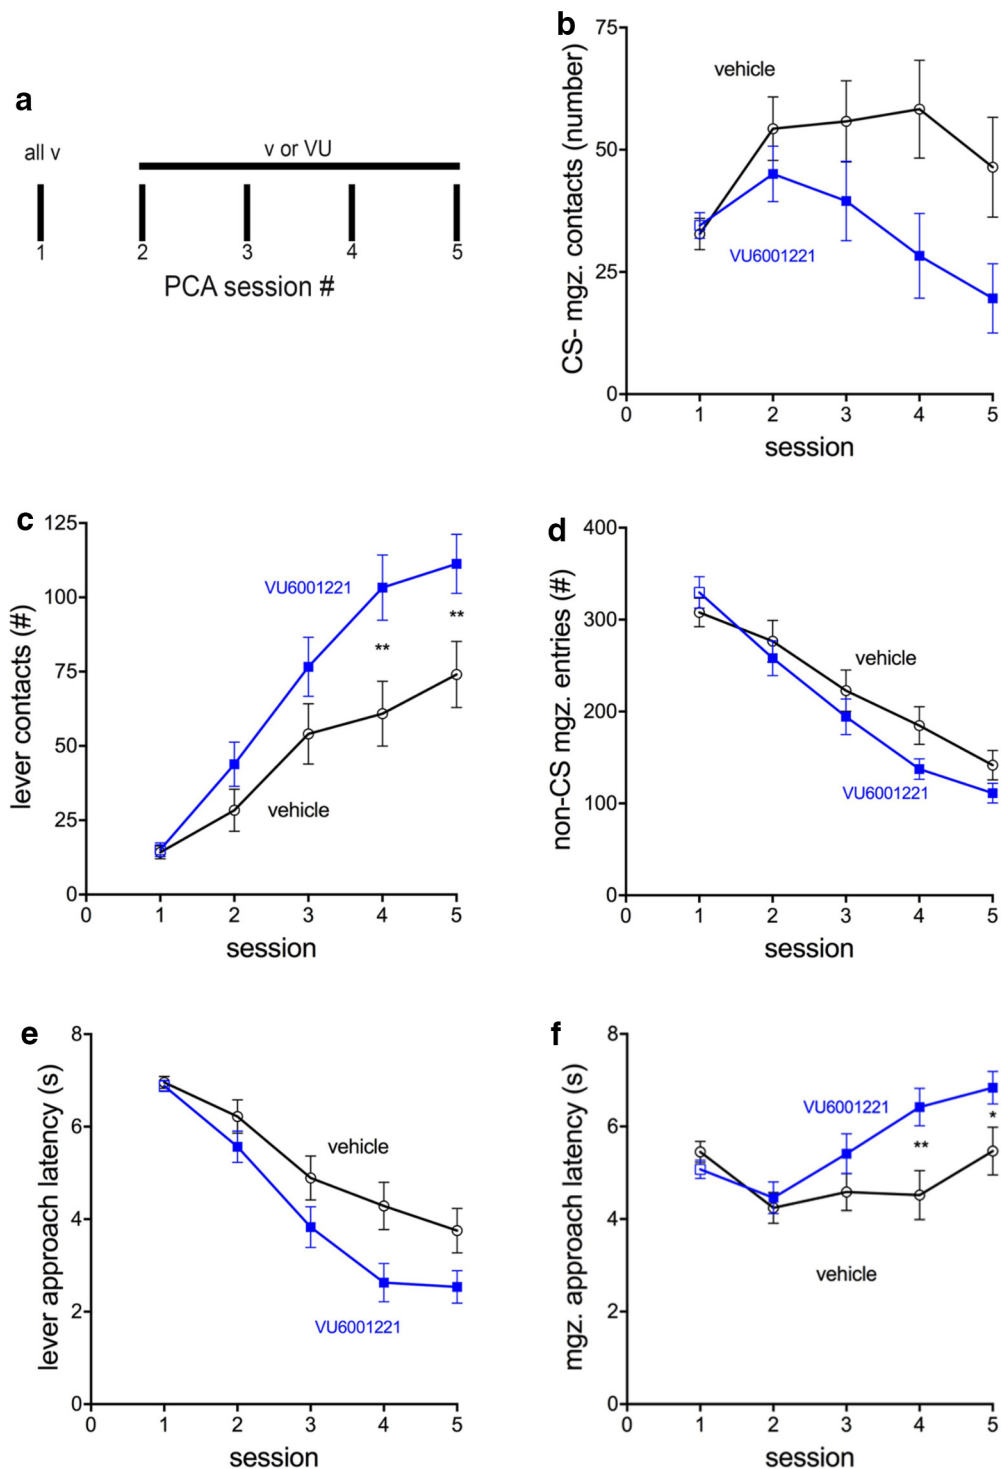 a
all v
v or VU
1 2 3 4 5
PCA session #
b
CS- mgz. contacts (number)
75
50
25
0
vehicle
VU6001221
0 1 2 3 4 5
session
c
lever contacts (#)
125
100
75
50
25
0
VU6001221
**
**
vehicle
0 1 2 3 4 5
session
d
non-CS mgz. entries (#)
400
300
200
100
0
vehicle
VU6001221
0 1 2 3 4 5
session
e
lever approach latency (s)
8
6
4
2
0
vehicle
VU6001221
0 1 2 3 4 5
session
f
mgz. approach latency (s)
8
6
4
2
0
VU6001221
*
**
vehicle
0 1 2 3 4 5
session